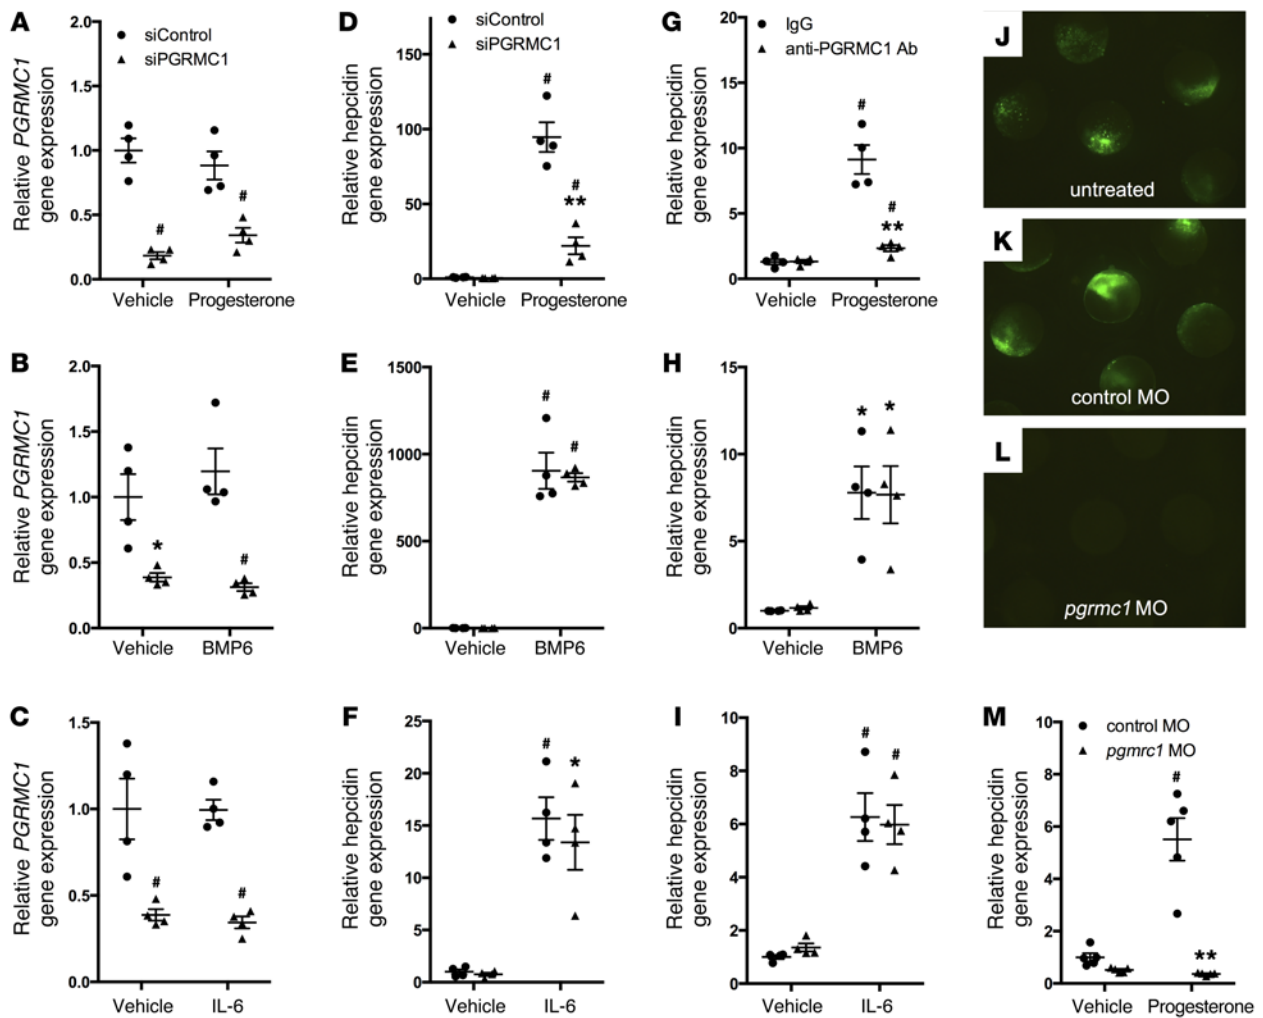 A
Relative PGRMC1
gene expression
2.0
1.5
1.0
0.5
0.0
siControl
siPGRMC1
#
#
Vehicle
Progesterone
D
Relative hepcidin
gene expression
150
100
50
0
siControl
siPGRMC1
#
#
**
Vehicle
Progesterone
G
Relative hepcidin
gene expression
20
15
10
5
0
IgG
anti-PGRMC1 Ab
#
#
**
Vehicle
Progesterone
J
untreated
K
control MO
L
pgrmc1 MO
B
Relative PGRMC1
gene expression
2.0
1.5
1.0
0.5
0.0
*
#
Vehicle
BMP6
E
Relative hepcidin
gene expression
1500
1000
500
0
#
#
Vehicle
BMP6
H
Relative hepcidin
gene expression
15
10
5
0
*
*
Vehicle
BMP6
C
Relative PGRMC1
gene expression
1.5
1.0
0.5
0.0
#
#
Vehicle
IL-6
F
Relative hepcidin
gene expression
25
20
15
10
5
0
#
*
Vehicle
IL-6
I
Relative hepcidin
gene expression
10
8
6
4
2
0
#
#
Vehicle
IL-6
M
Relative hepcidin
gene expression
10
8
6
4
2
0
control MO
pgmrc1 MO
#
**
Vehicle
Progesterone